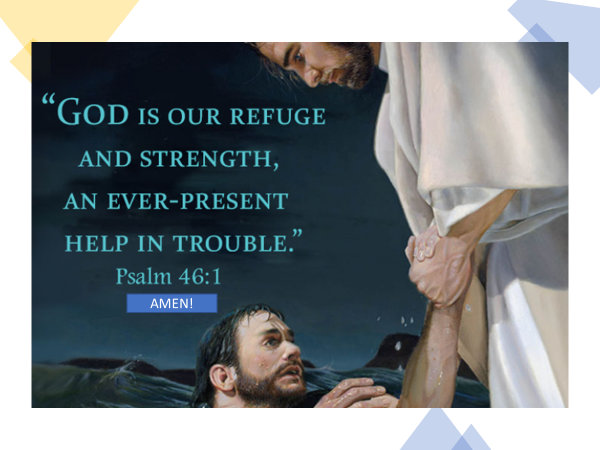 “God is our refuge
and strength,
an ever-present
help in trouble.”
Psalm 46:1
AMEN!